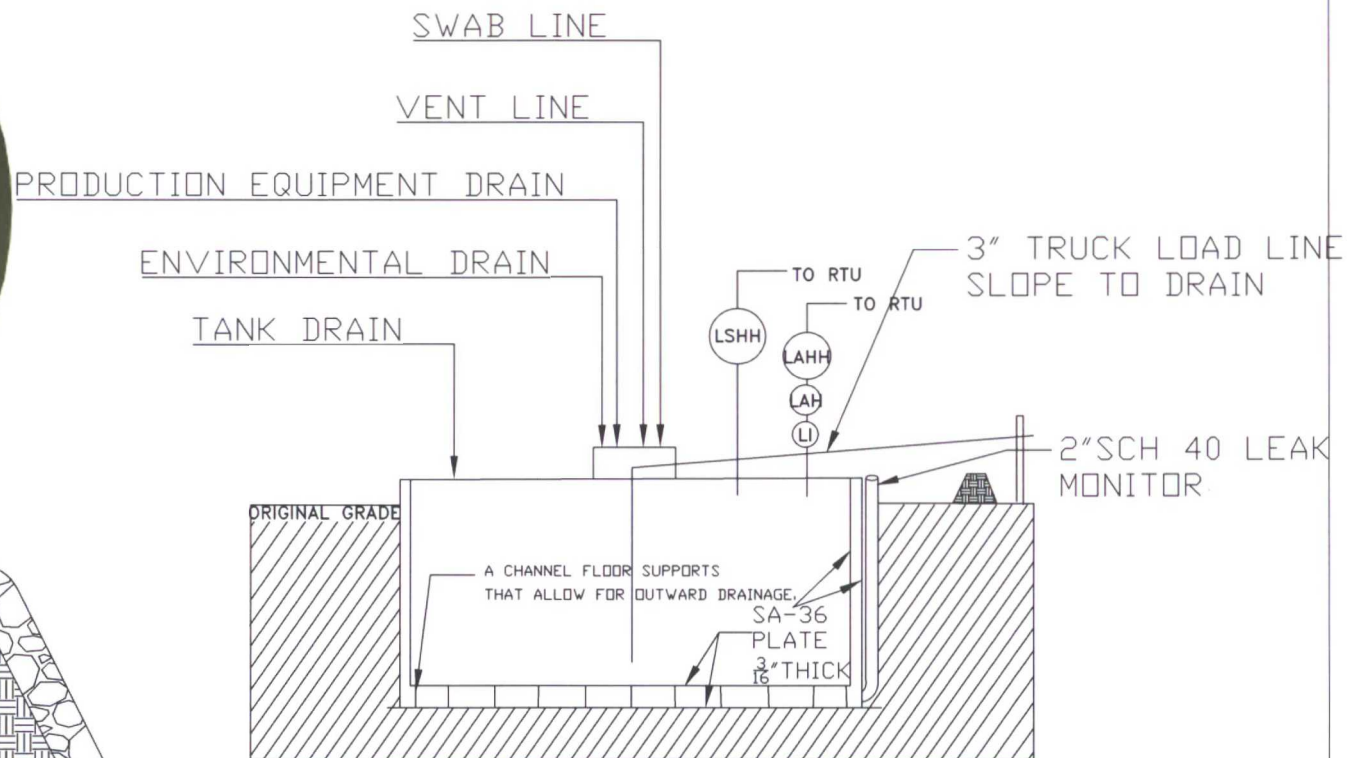 SWAB LINE
VENT LINE
PRODUCTION EQUIPMENT DRAIN
ENVIRONMENTAL DRAIN
TANK DRAIN
TO RTU
TO RTU
LSHH
LAHH
LAH
LI
3" TRUCK LOAD LINE
SLOPE TO DRAIN
2"SCH 40 LEAK
MONITOR
ORIGINAL GRADE
A CHANNEL FLOOR SUPPORTS
THAT ALLOW FOR OUTWARD DRAINAGE.
SA-36
PLATE
3/16"THICK